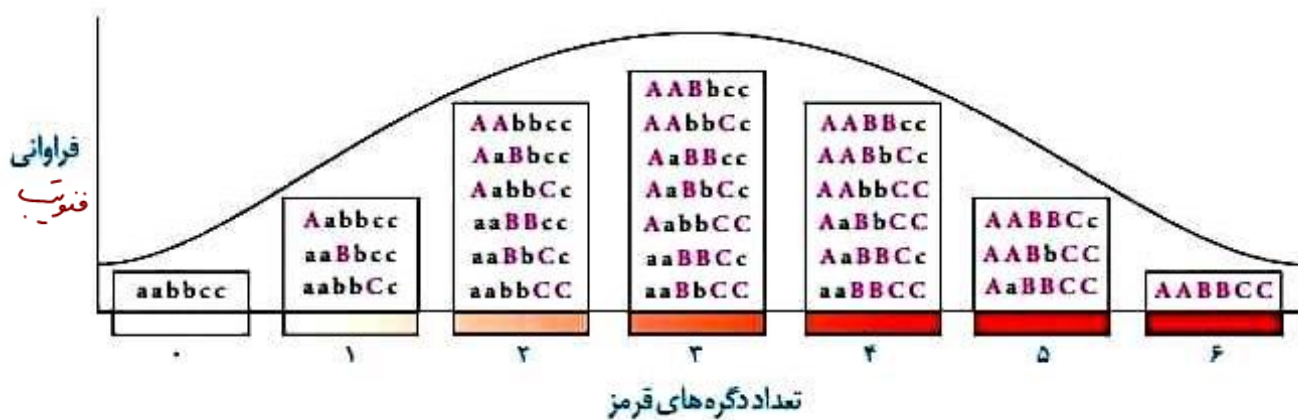 فراوانی
فنوتیپ
aabbcc
Aabbcc
aaBbcc
aabbCc
AAbbcc
AaBbcc
AabbCc
aaBBcc
aaBbCc
aabbCC
AABbcc
AAbbCc
AaBBcc
AaBbCc
AabbCC
aaBBCc
aaBbCC
AABBcc
AABbCc
AAbbCC
AaBbCC
AaBBCc
aaBBCC
AABBCc
AABbCC
AaBBCC
AABBCC
۰ ۱ ۲ ۳ ۴ ۵ ۶
تعداد دگره های قرمز